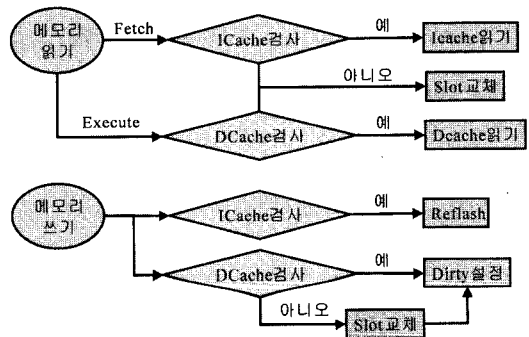 메모리
읽기
Fetch
ICache검사
예
Icache읽기
아니오
Slot교체
Execute
DCache검사
예
Dcache읽기
메모리
쓰기
ICache검사
예
Reflash
DCache검사
예
Dirty설정
아니오
Slot교체